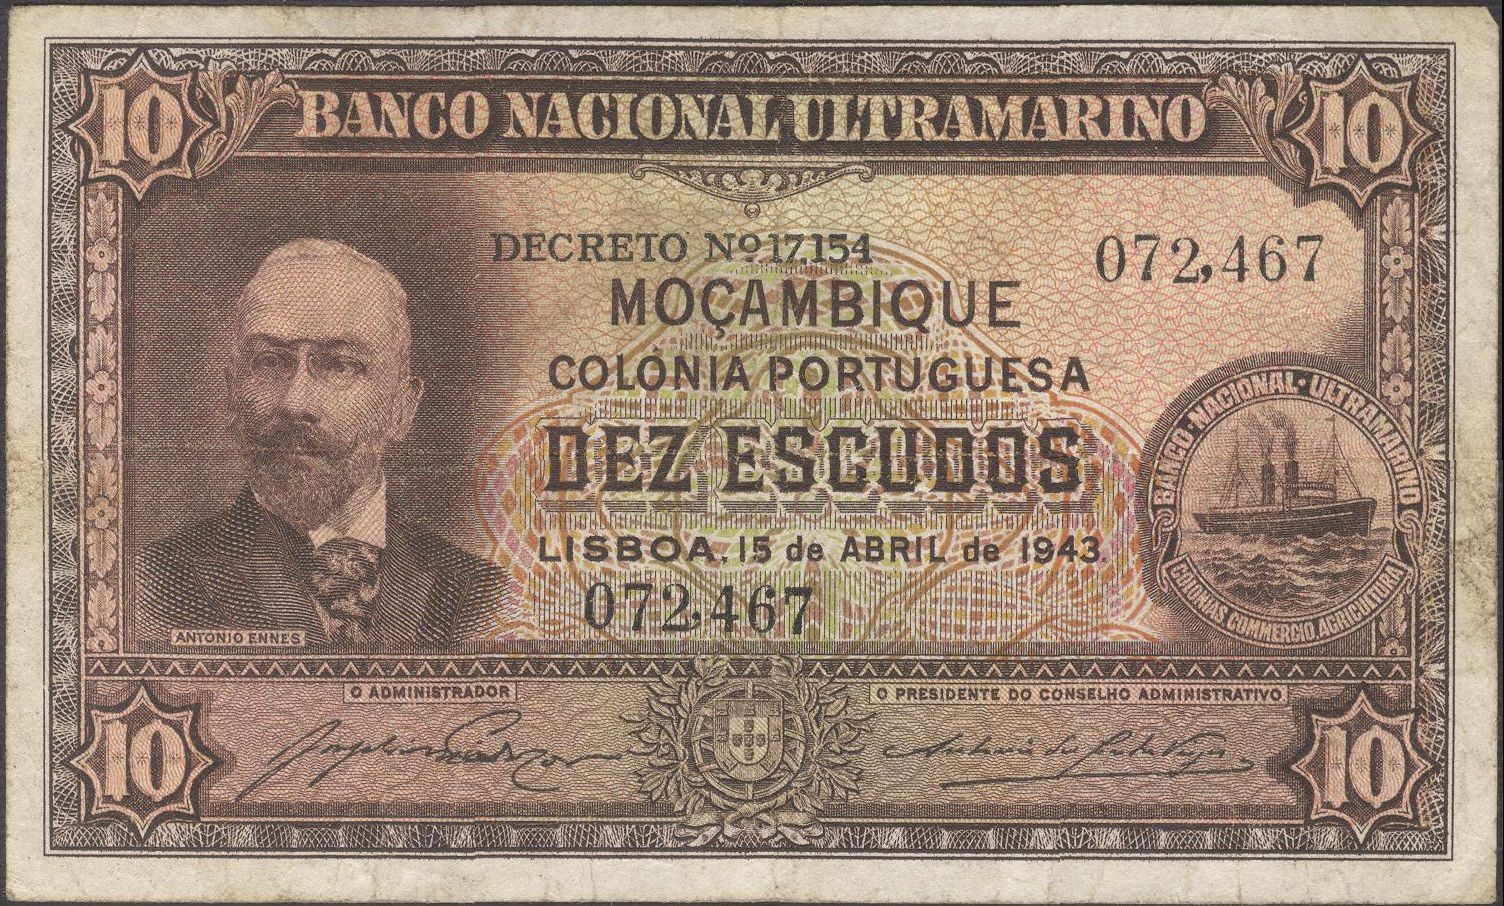 10 BANCO NACIONAL ULTRAMARINO 10
DECRETO Nº 17,154
072,467
MOÇAMBIQUE
COLÓNIA PORTUGUESA
DEZ ESCUDOS
LISBOA, 15 de ABRIL de 1943.
072,467
BANCO·NACIONAL·ULTRAMARINO
COLONIAS COMMERCIO AGRICULTURA
ANTONIO ENNES
O ADMINISTRADOR
O PRESIDENTE DO CONSELHO ADMINISTRATIVO
10
10